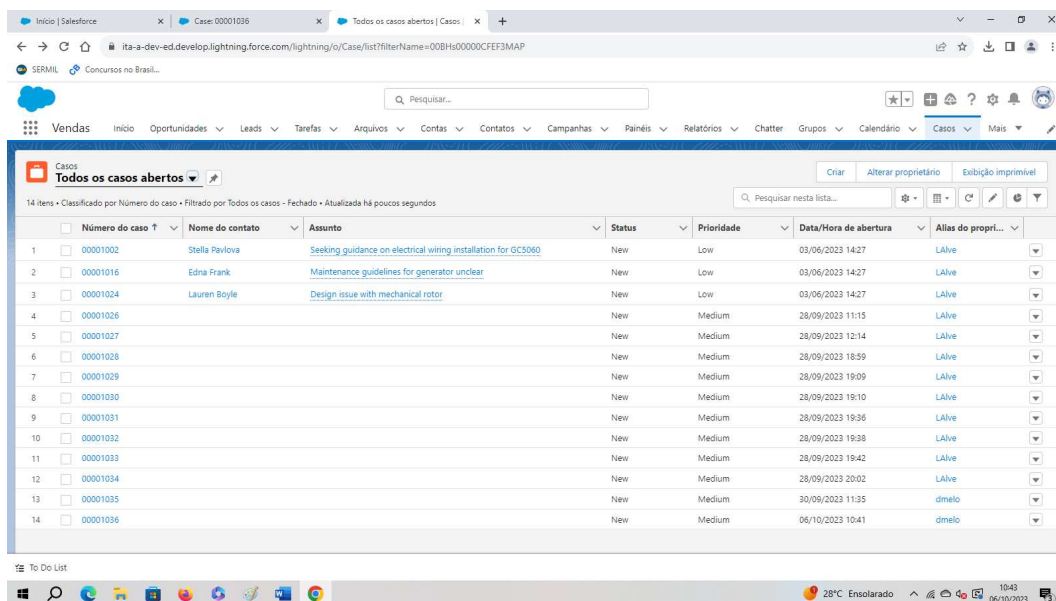 Início | Salesforce Case: 00001036 Todos os casos abertos | Casos |
ita-a-dev-ed.develop.lightning.force.com/lightning/o/Case/list?filterName=00BHs00000CFEF3MAP
SERMIL Concursos no Brasil...
Pesquisar...
Vendas Início Oportunidades Leads Tarefas Arquivos Contas Contatos Campanhas Painéis Relatórios Chatter Grupos Calendário Casos Mais
Casos
Todos os casos abertos
Criar Alterar proprietário Exibição imprimível
14 itens • Classificado por Número do caso • Filtrado por Todos os casos - Fechado • Atualizada há poucos segundos
Pesquisar nesta lista...
Número do caso ↑ Nome do contato Assunto Status Prioridade Data/Hora de abertura Alias do propri...
1 00001002 Stella Pavlova Seeking guidance on electrical wiring installation for GC5060 New Low 03/06/2023 14:27 LAlve
2 00001016 Edna Frank Maintenance guidelines for generator unclear New Low 03/06/2023 14:27 LAlve
3 00001024 Lauren Boyle Design issue with mechanical rotor New Low 03/06/2023 14:27 LAlve
4 00001026 New Medium 28/09/2023 11:15 LAlve
5 00001027 New Medium 28/09/2023 12:14 LAlve
6 00001028 New Medium 28/09/2023 18:59 LAlve
7 00001029 New Medium 28/09/2023 19:09 LAlve
8 00001030 New Medium 28/09/2023 19:10 LAlve
9 00001031 New Medium 28/09/2023 19:36 LAlve
10 00001032 New Medium 28/09/2023 19:38 LAlve
11 00001033 New Medium 28/09/2023 19:42 LAlve
12 00001034 New Medium 28/09/2023 20:02 LAlve
13 00001035 New Medium 30/09/2023 11:35 dmelo
14 00001036 New Medium 06/10/2023 10:41 dmelo
To Do List
28°C Ensolarado 10:43
06/10/2023